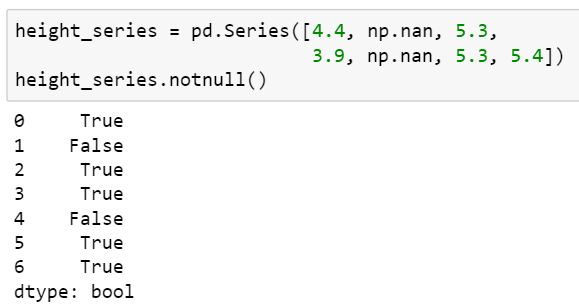 height_series = pd.Series([4.4, np.nan, 5.3,
                           3.9, np.nan, 5.3, 5.4])
height_series.notnull()
0     True
1    False
2     True
3     True
4    False
5     True
6     True
dtype: bool